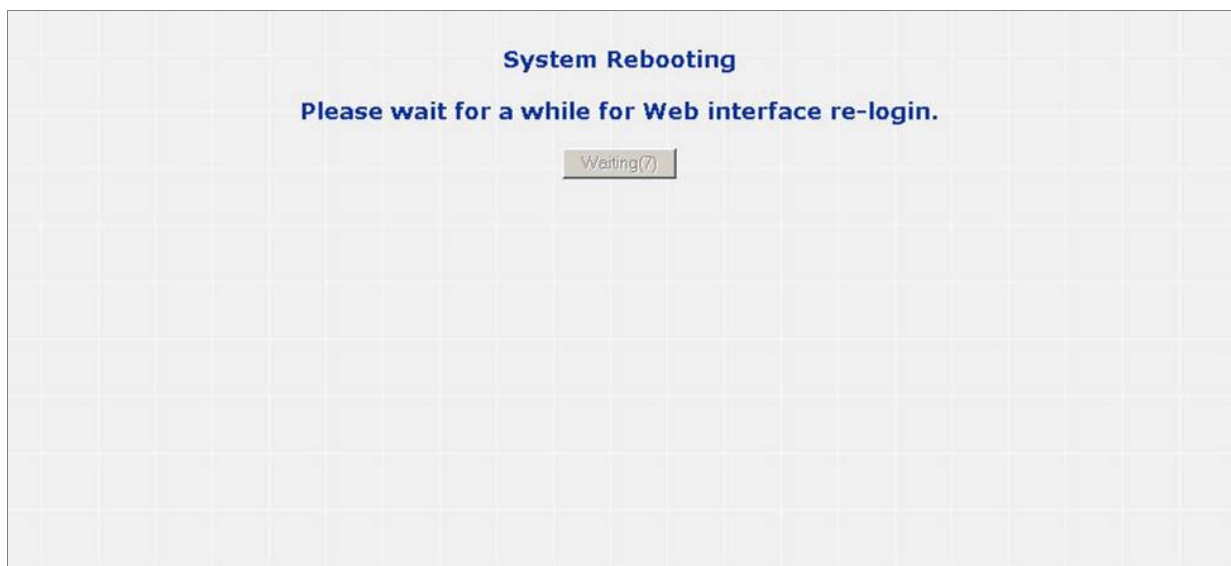 System Rebooting
Please wait for a while for Web interface re-login.
Waiting(7)